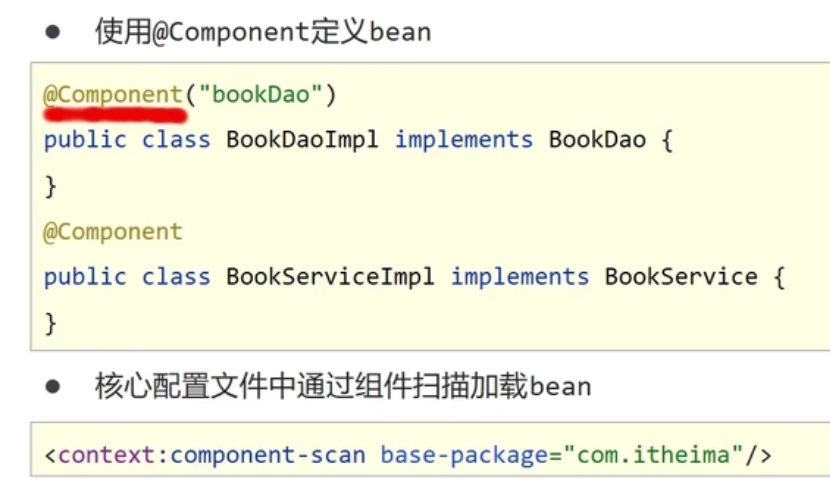 ● 使用@Component定义bean
@Component("bookDao")
public class BookDaoImpl implements BookDao {
}
@Component
public class BookServiceImpl implements BookService {
}
● 核心配置文件中通过组件扫描加载bean
<context:component-scan base-package="com.itheima"/>